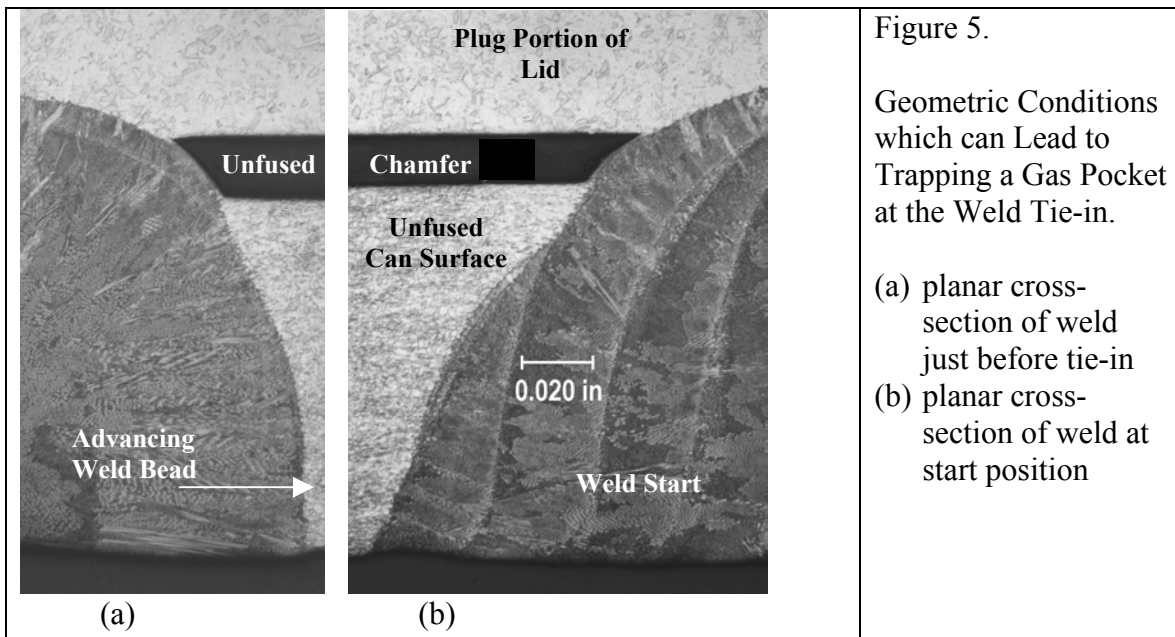 Plug Portion of
Lid
Unfused
Chamfer
Unfused
Can Surface
0.020 in
Advancing
Weld Bead
Weld Start
(a)
(b)
Figure 5.
Geometric Conditions
which can Lead to
Trapping a Gas Pocket
at the Weld Tie-in.
(a) planar cross-
section of weld
just before tie-in
(b) planar cross-
section of weld at
start position